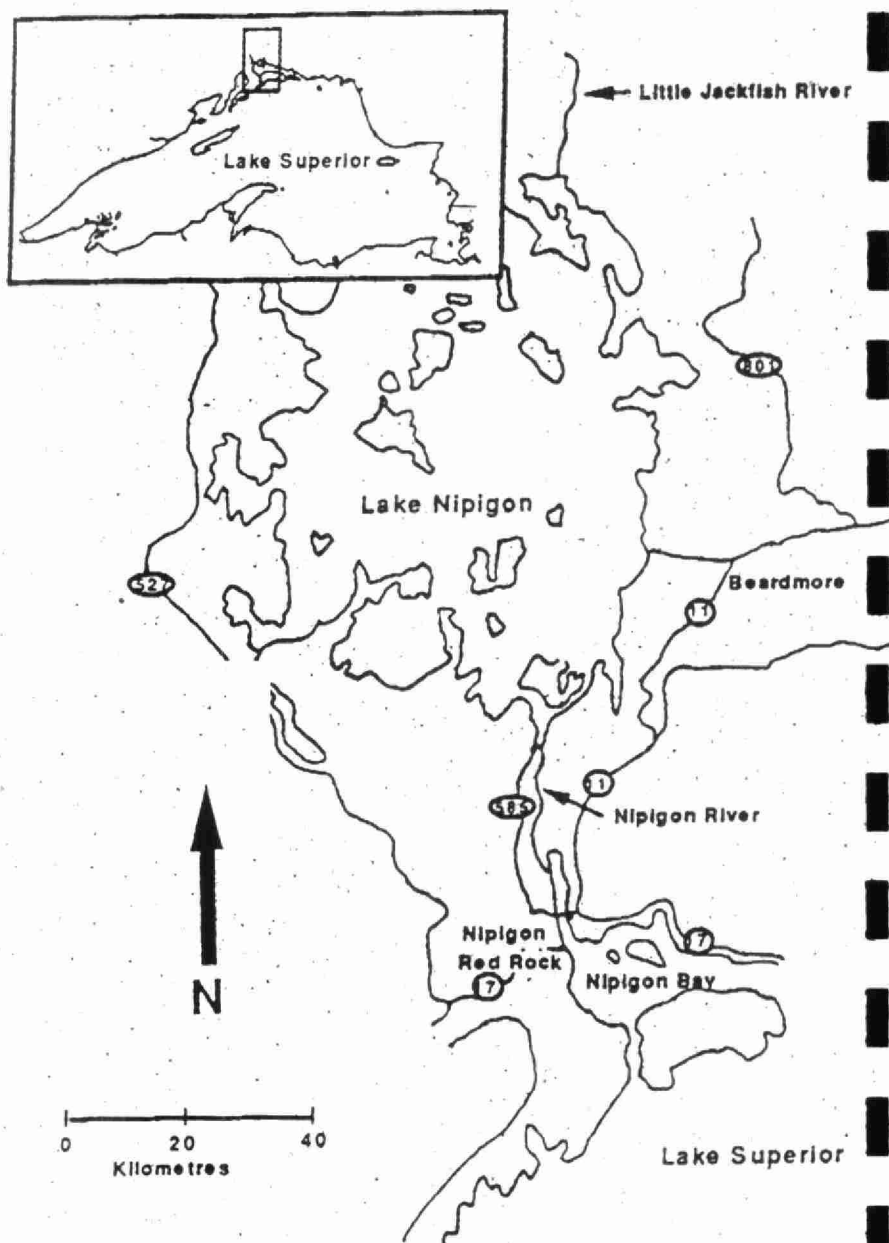 Little Jackfish River
Lake Superior
801
Lake Nipigon
527
Beardmore
11
11
585
Nipigon River
Nipigon
Red Rock
17
17
Nipigon Bay
N
0 20 40
Kilometres
Lake Superior